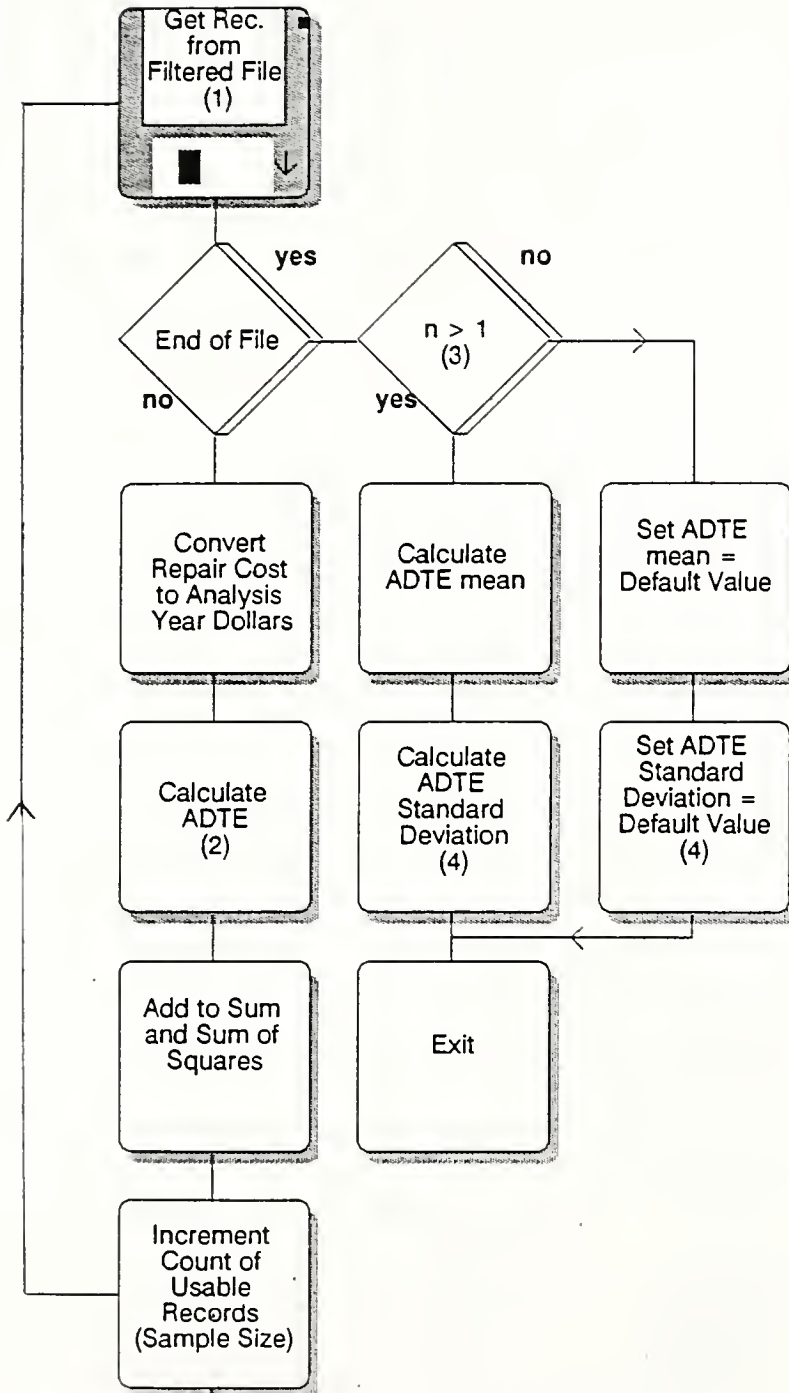 Get Rec.
from
Filtered File
(1)
yes
no
End of File
n > 1
(3)
no
yes
Convert
Repair Cost
to Analysis
Year Dollars
Calculate
ADTE mean
Set ADTE
mean =
Default Value
Calculate
ADTE
(2)
Calculate
ADTE
Standard
Deviation
(4)
Set ADTE
Standard
Deviation =
Default Value
(4)
Add to Sum
and Sum of
Squares
Exit
Increment
Count of
Usable
Records
(Sample Size)